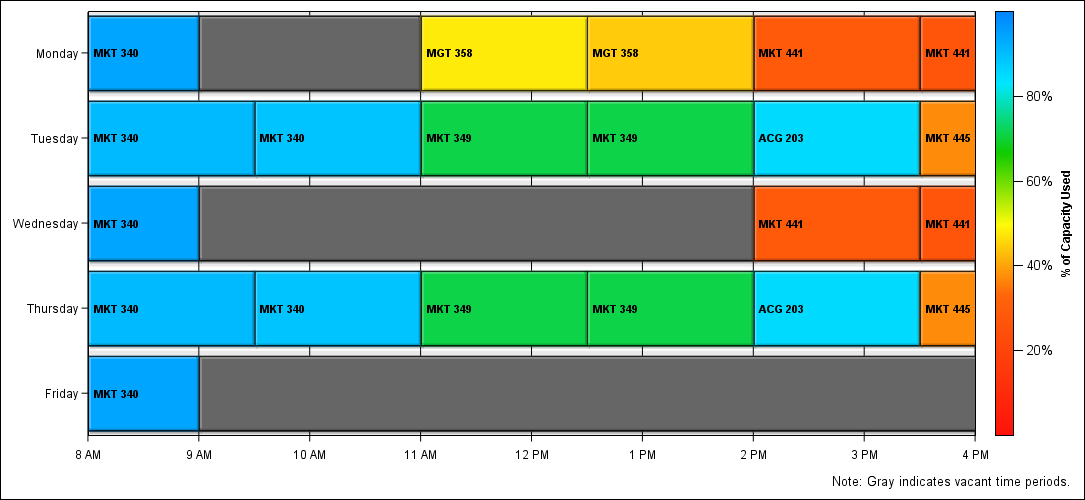 Monday MKT 340 MGT 358 MGT 358 MKT 441 MKT 441
80%
Tuesday MKT 340 MKT 340 MKT 349 MKT 349 ACG 203 MKT 445
60%
Wednesday MKT 340 MKT 441 MKT 441
% of Capacity Used
40%
Thursday MKT 340 MKT 340 MKT 349 MKT 349 ACG 203 MKT 445
20%
Friday MKT 340
8 AM 9 AM 10 AM 11 AM 12 PM 1 PM 2 PM 3 PM 4 PM
Note: Gray indicates vacant time periods.